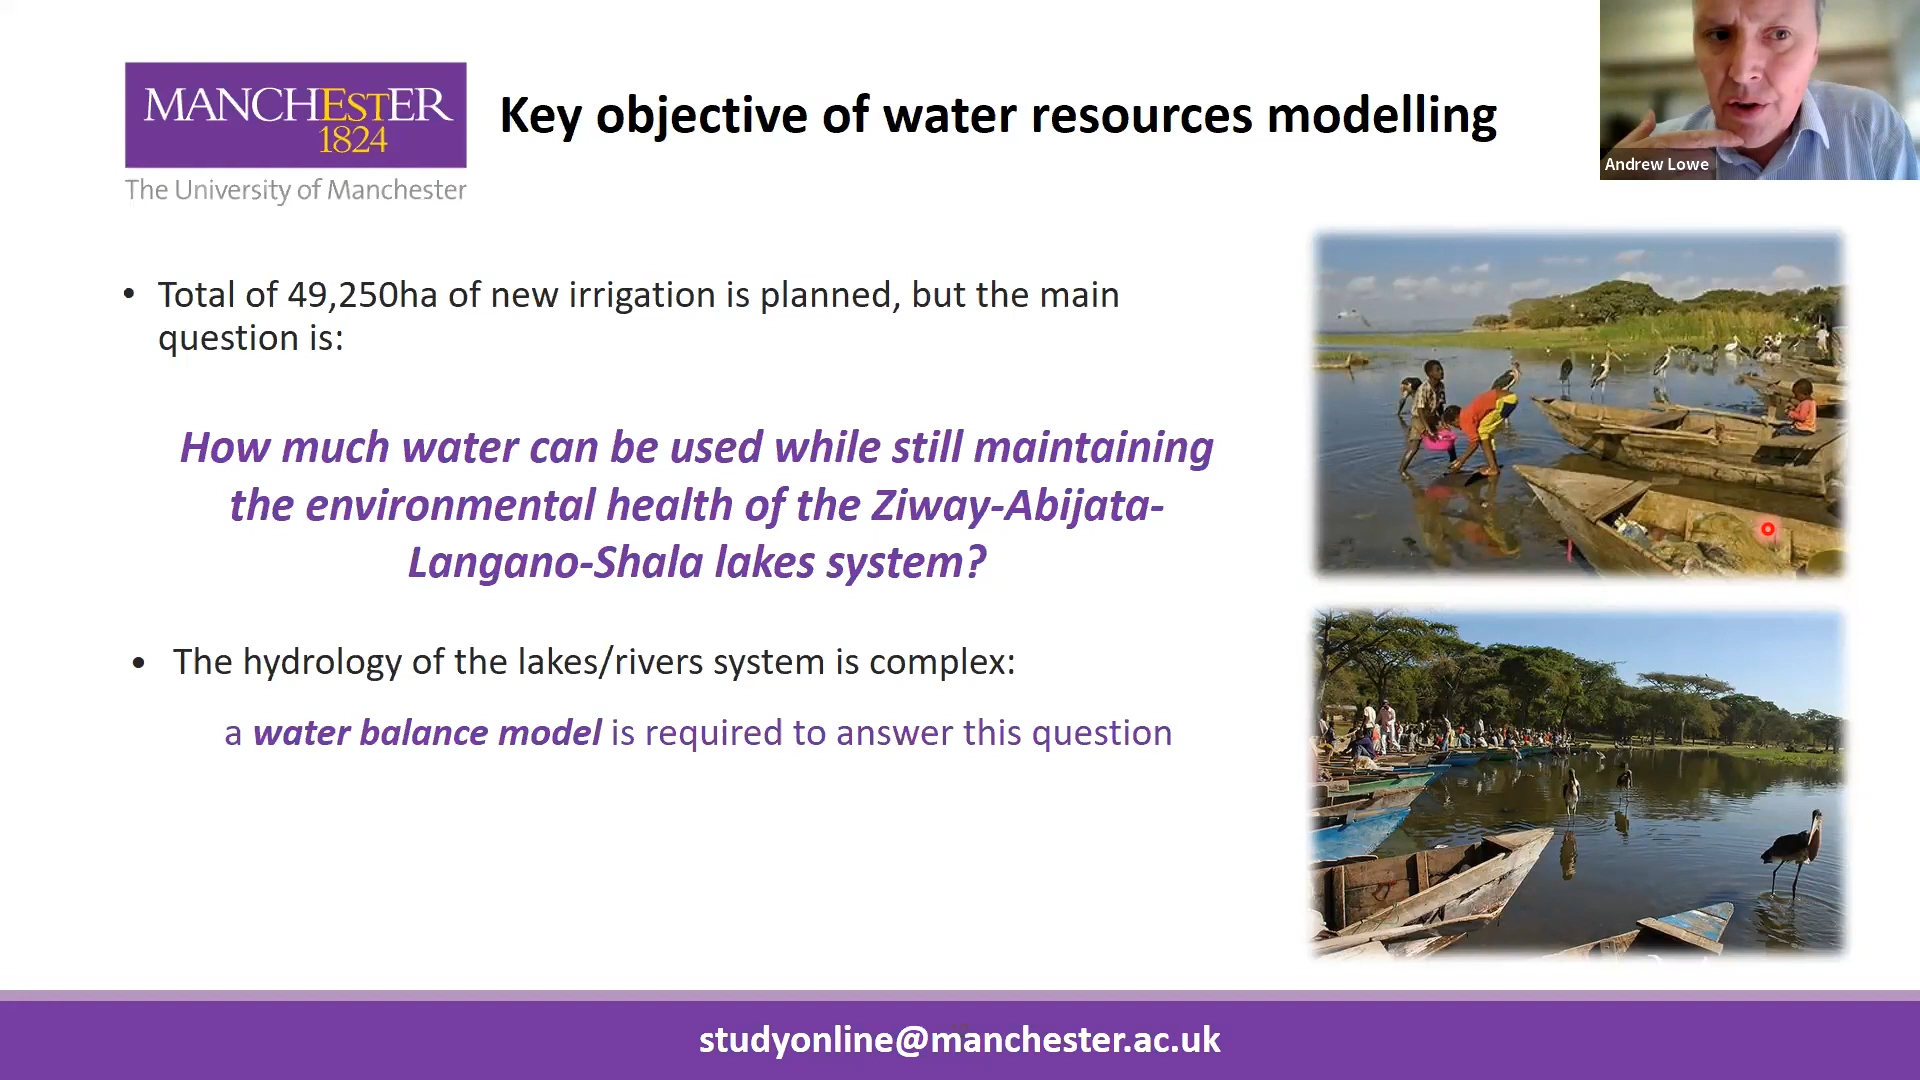 MANCHEstER
1824
The University of Manchester
Key objective of water resources modelling
Andrew Lowe
• Total of 49,250ha of new irrigation is planned, but the main
question is:
How much water can be used while still maintaining
the environmental health of the Ziway-Abijata-
Langano-Shala lakes system?
• The hydrology of the lakes/rivers system is complex:
a water balance model is required to answer this question
studyonline@manchester.ac.uk